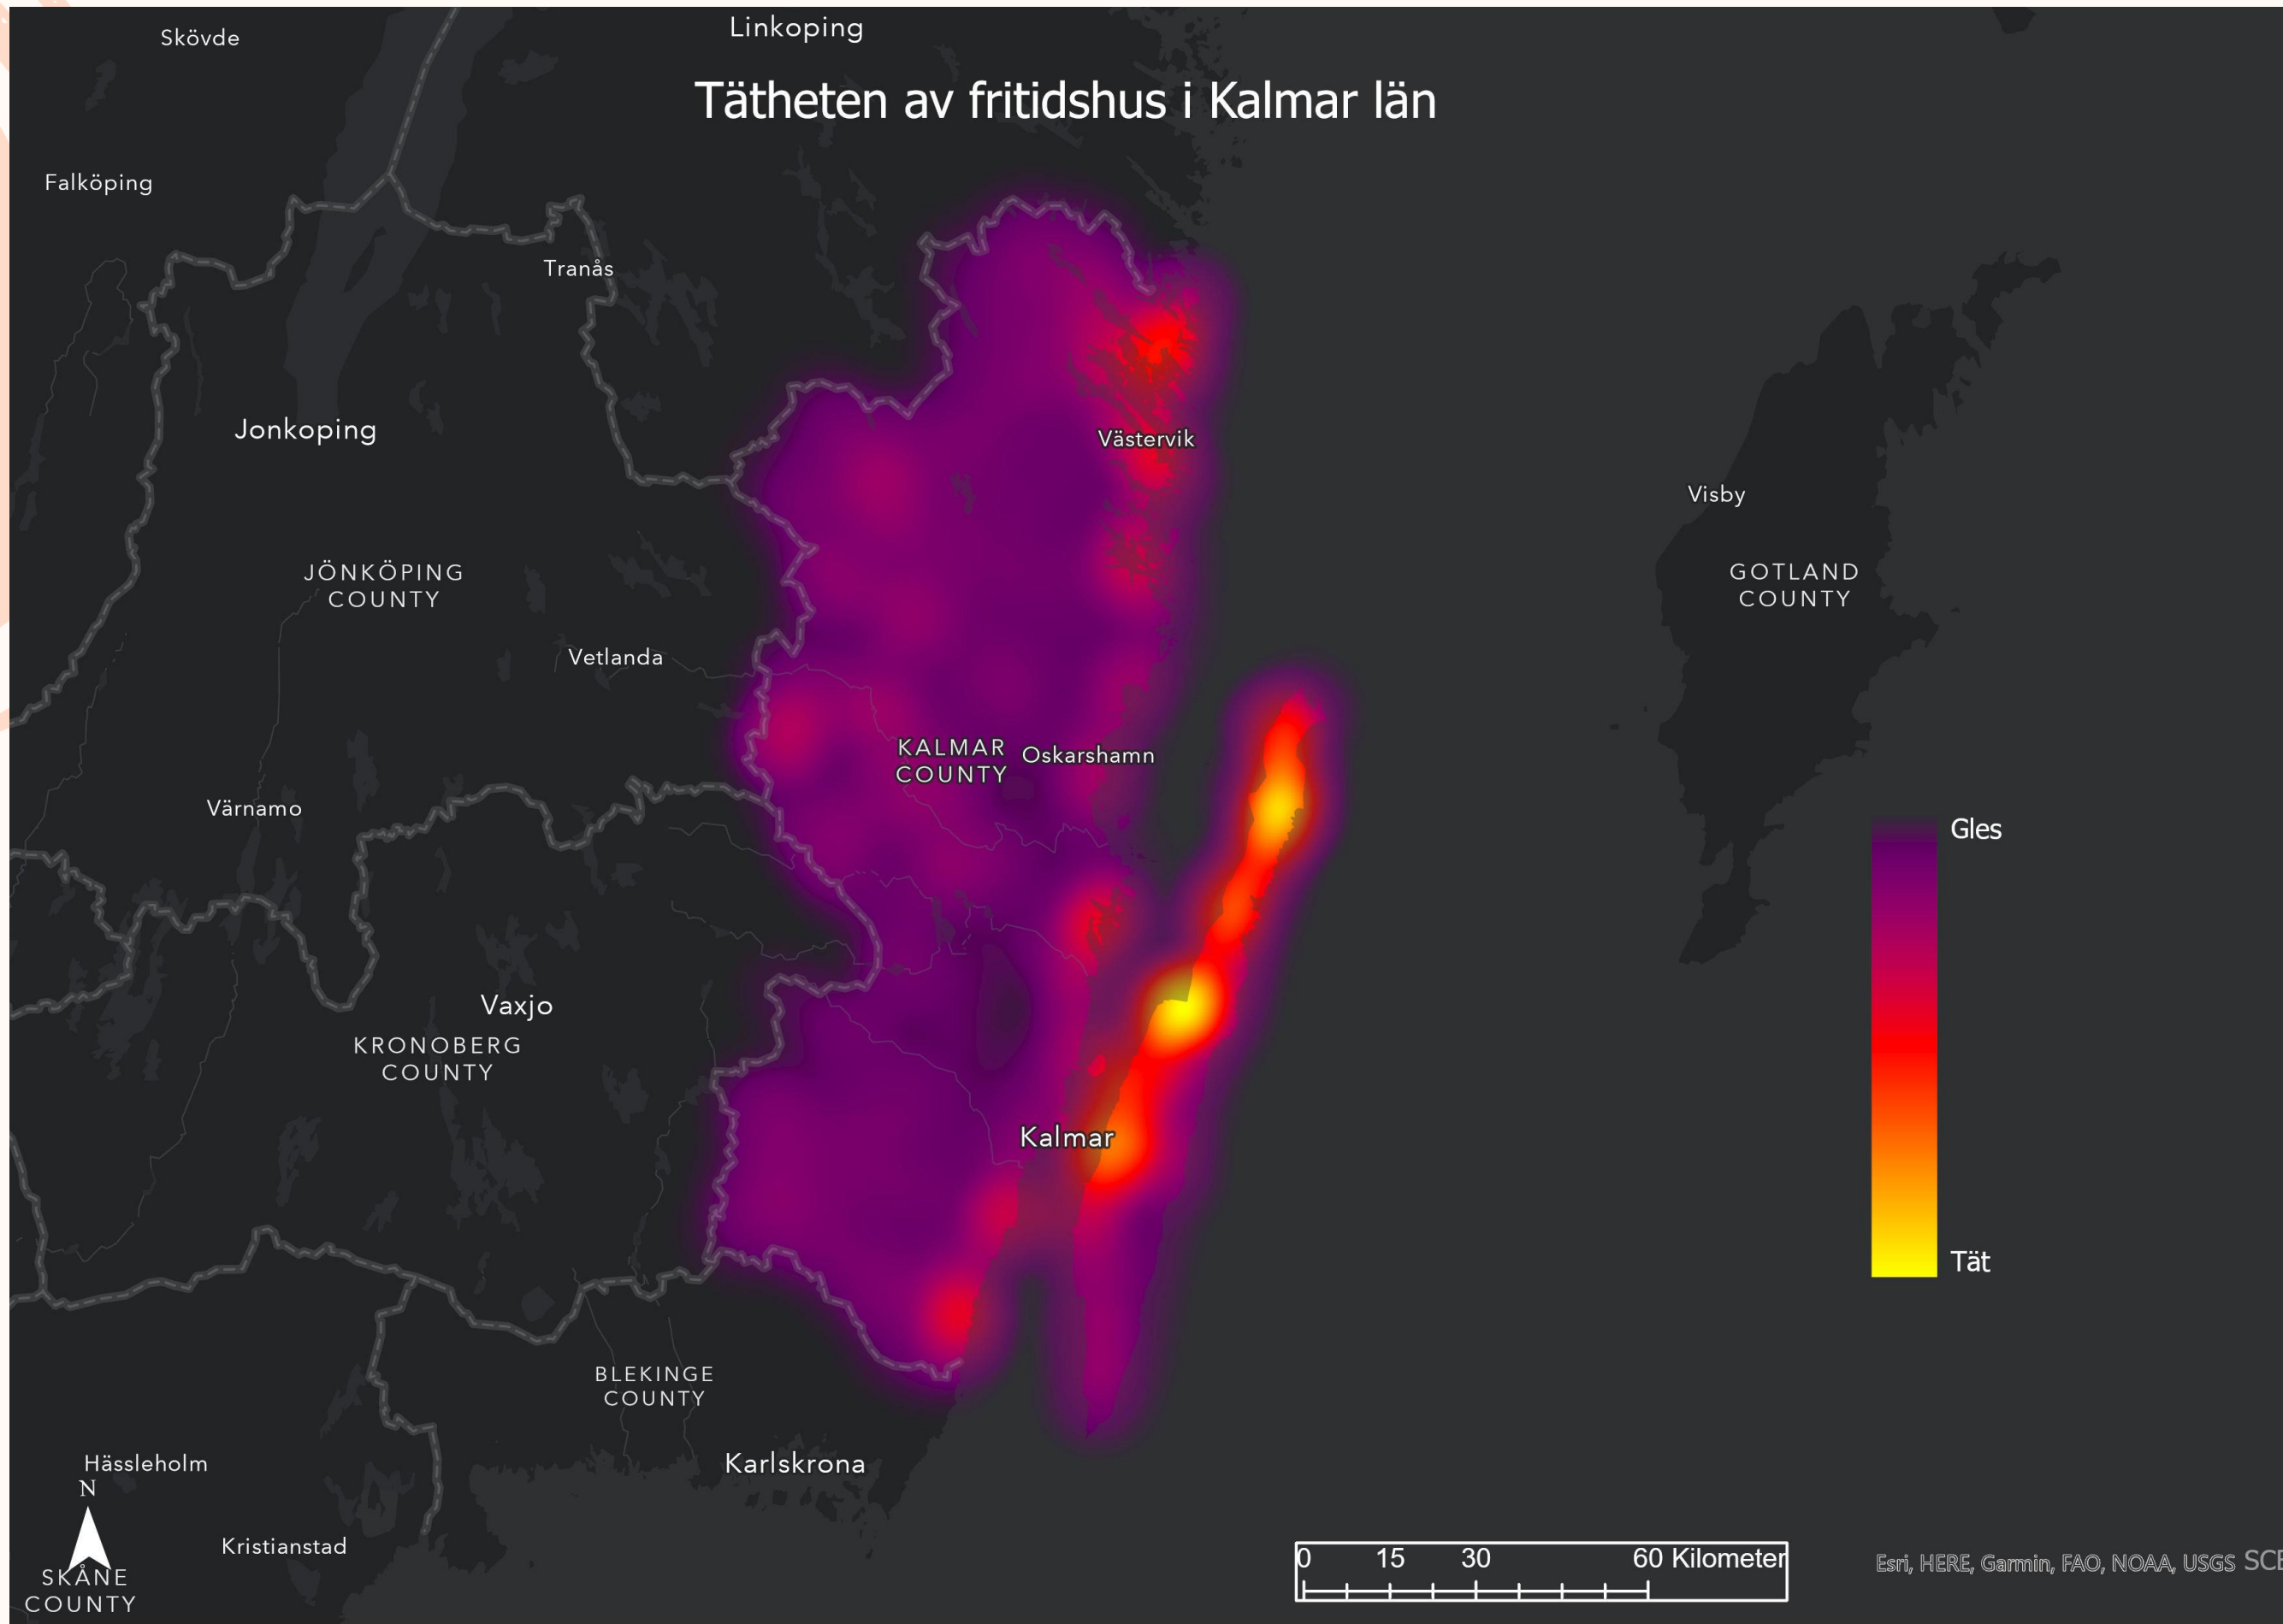 Linkoping
Skövde
Tätheten av fritidshus i Kalmar län
Falköping
Tranås
Jonkoping
Västervik
Visby
JÖNKÖPING
COUNTY
GOTLAND
COUNTY
Vetlanda
KALMAR
COUNTY
Oskarshamn
Värnamo
Gles
Vaxjo
KRONOBERG
COUNTY
Kalmar
Tät
BLEKINGE
COUNTY
Karlskrona
Hässleholm
N
Kristianstad
SKÅNE
COUNTY
0 15 30 60 Kilometer
Esri, HERE, Garmin, FAO, NOAA, USGS